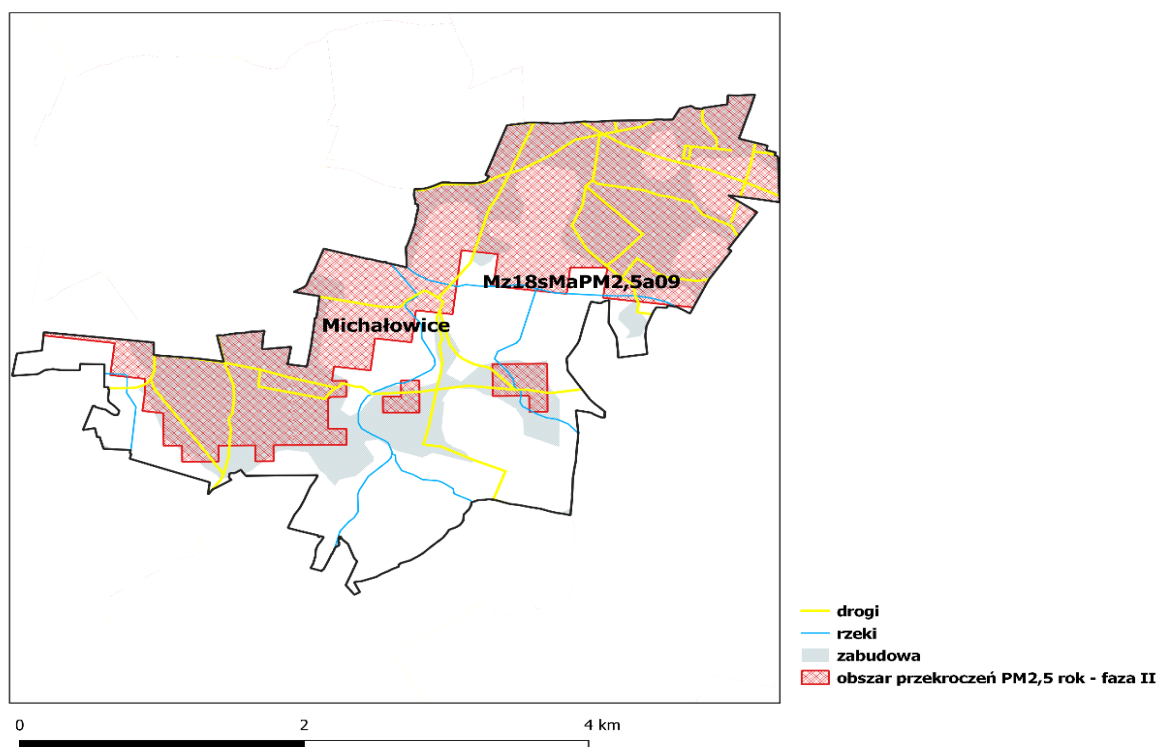 Mz18sMaPM2,5a09
Michałowice
drogi
rzeki
zabudowa
obszar przekroczeń PM2,5 rok - faza II
0 2 4 km